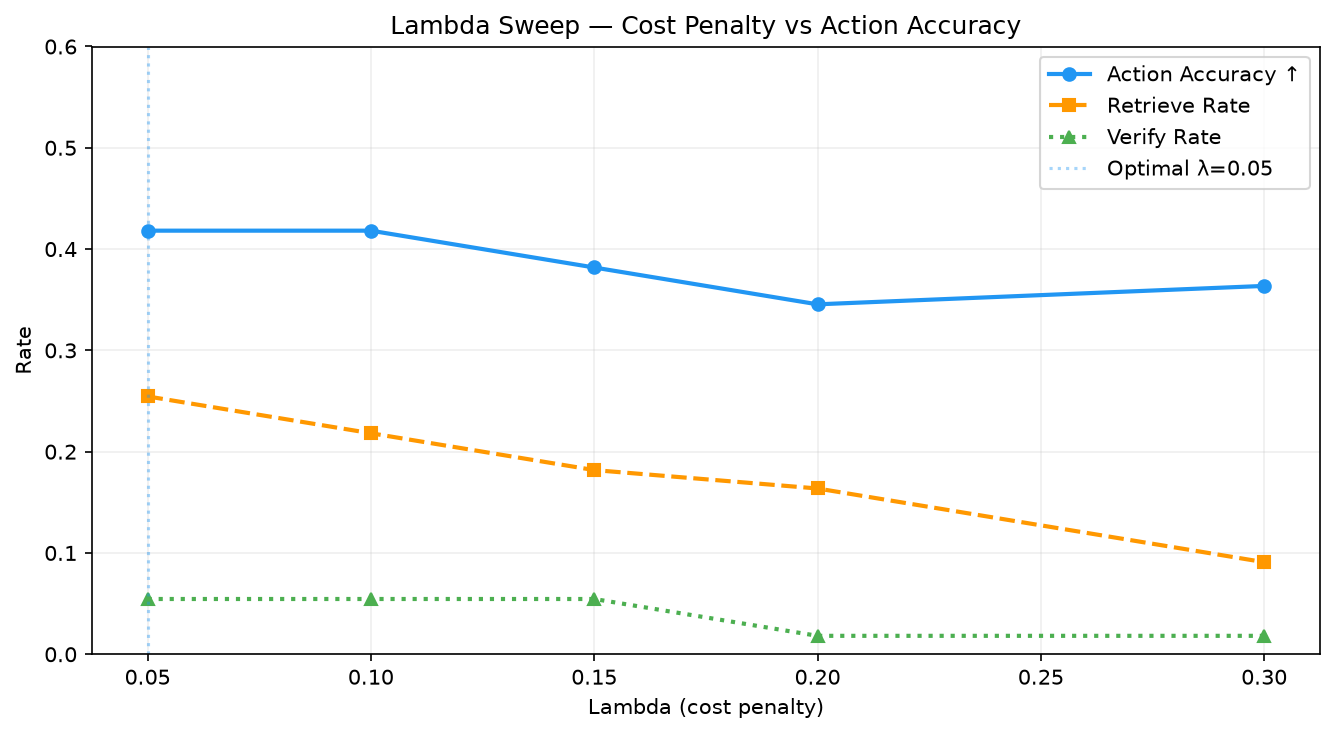 Lambda Sweep — Cost Penalty vs Action Accuracy
Action Accuracy ↑
Retrieve Rate
Verify Rate
Optimal λ=0.05
Rate
0.6
0.5
0.4
0.3
0.2
0.1
0.0
0.05 0.10 0.15 0.20 0.25 0.30
Lambda (cost penalty)